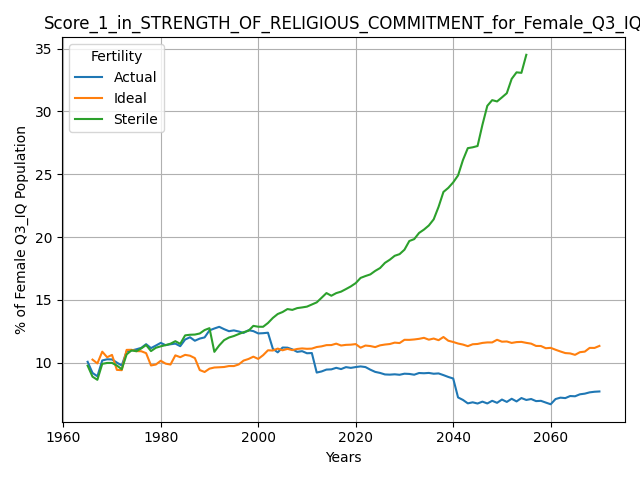 Score_1_in_STRENGTH_OF_RELIGIOUS_COMMITMENT_for_Female_Q3_IQ
Fertility
Actual
Ideal
Sterile
% of Female Q3_IQ Population
35
30
25
20
15
10
1960
1980
2000
2020
2040
2060
Years